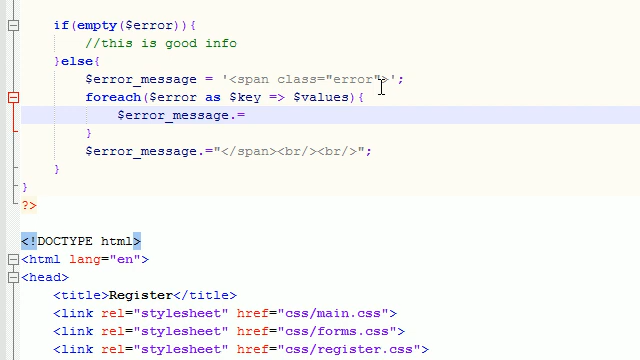 if(empty($error)){
//this is good info
}else{
$error_message = '<span class="error">';
foreach($error as $key => $values){
$error_message.=
}
$error_message.="</span><br/><br/>";
}
}
?>
<!DOCTYPE html>
<html lang="en">
<head>
<title>Register</title>
<link rel="stylesheet" href="css/main.css">
<link rel="stylesheet" href="css/forms.css">
<link rel="stylesheet" href="css/register.css">